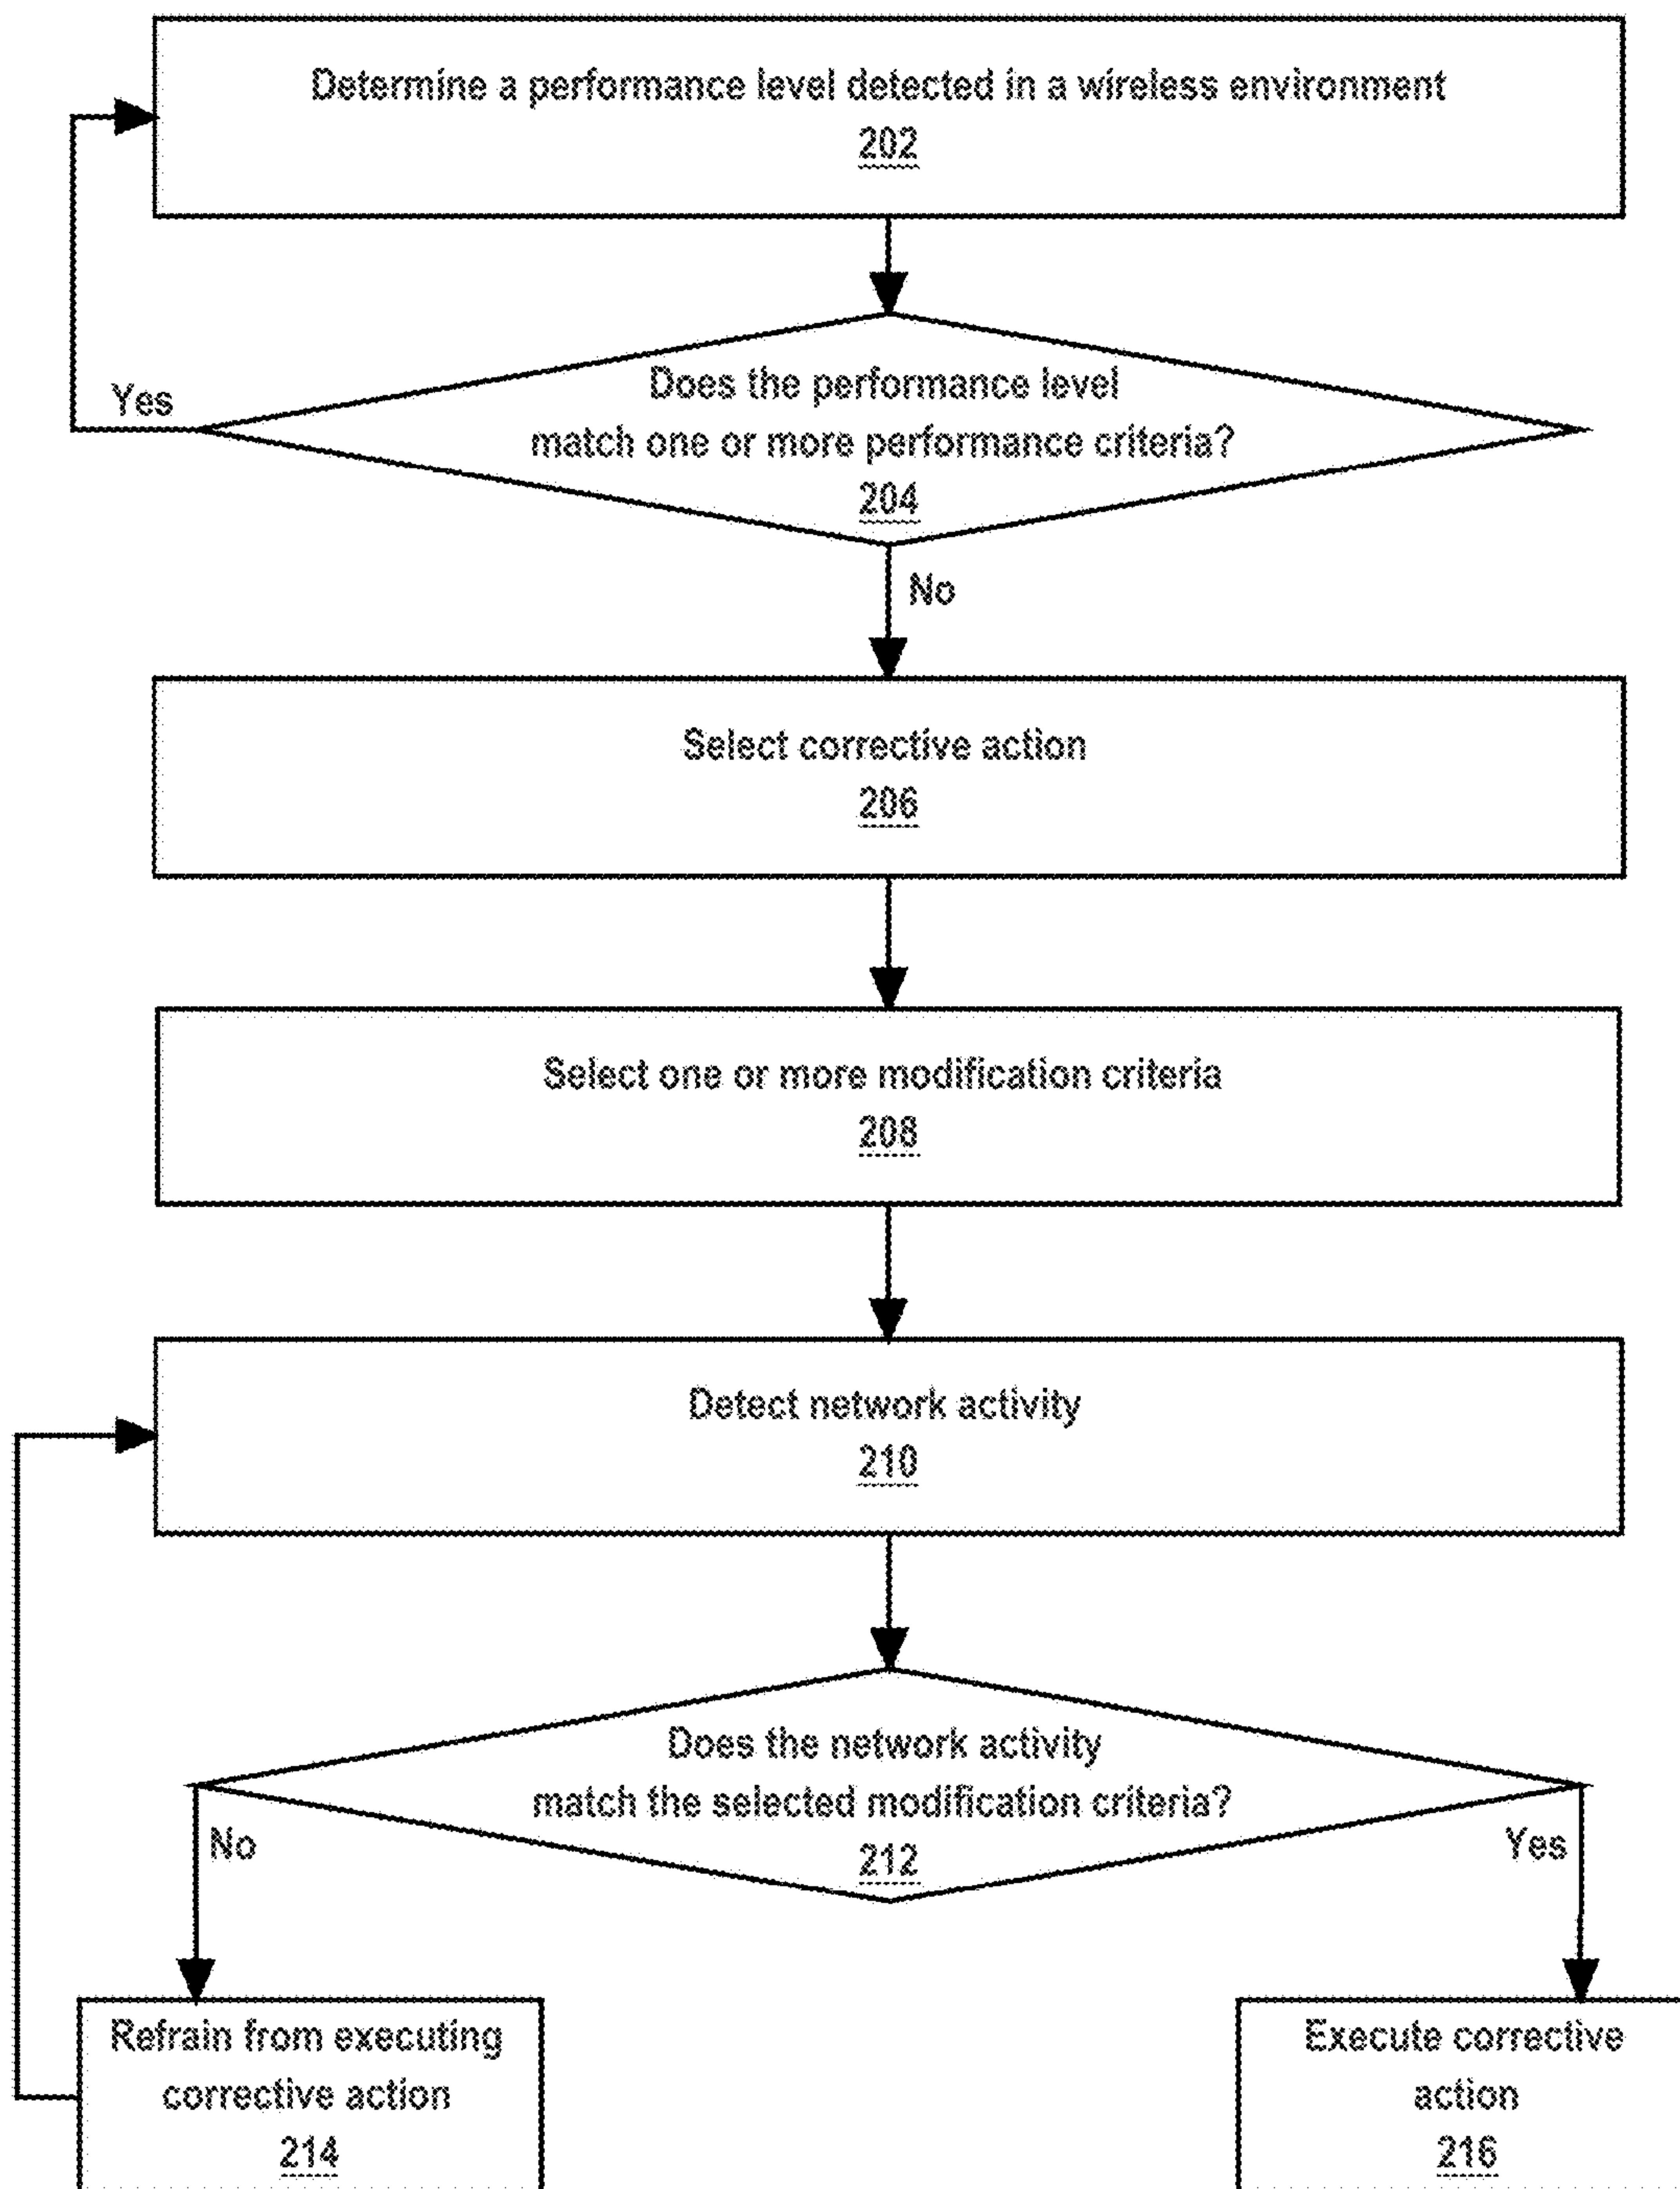 Determine a performance level detected in a wireless environment
202
Does the performance level
match one or more performance criteria?
204
Yes
No
Select corrective action
206
Select one or more modification criteria
208
Detect network activity
210
Does the network activity
match the selected modification criteria?
212
No
Yes
Refrain from executing
corrective action
214
Execute corrective
action
216